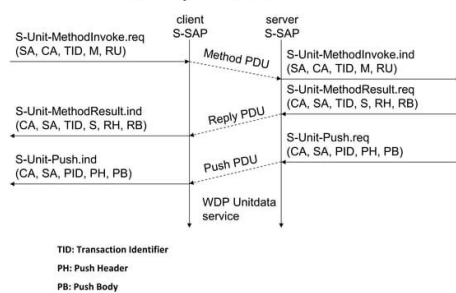 client
S-SAP
server
S-SAP
S-Unit-MethodInvoke.req
(SA, CA, TID, M, RU)
Method PDU
S-Unit-MethodInvoke.ind
(SA, CA, TID, M, RU)
S-Unit-MethodResult.req
(CA, SA, TID, S, RH, RB)
S-Unit-MethodResult.ind
(CA, SA, TID, S, RH, RB)
Reply PDU
S-Unit-Push.req
(CA, SA, PID, PH, PB)
S-Unit-Push.ind
(CA, SA, PID, PH, PB)
Push PDU
WDP Unitdata
service
TID: Transaction Identifier
PH: Push Header
PB: Push Body